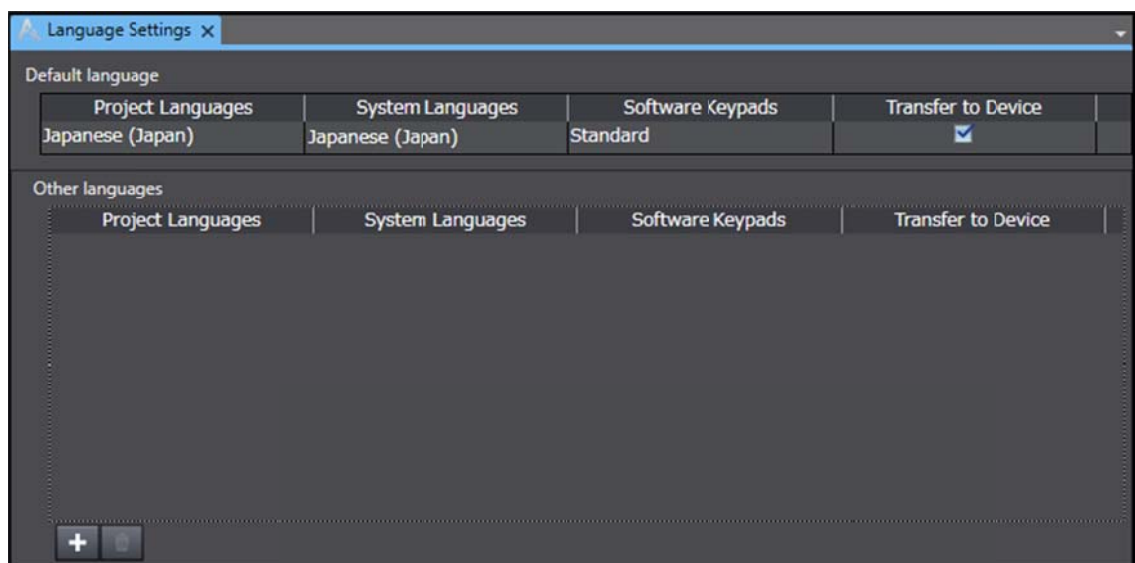 Language Settings
Default language
Project Languages System Languages Software Keypads Transfer to Device
Japanese (Japan) Japanese (Japan) Standard
Other languages
Project Languages System Languages Software Keypads Transfer to Device